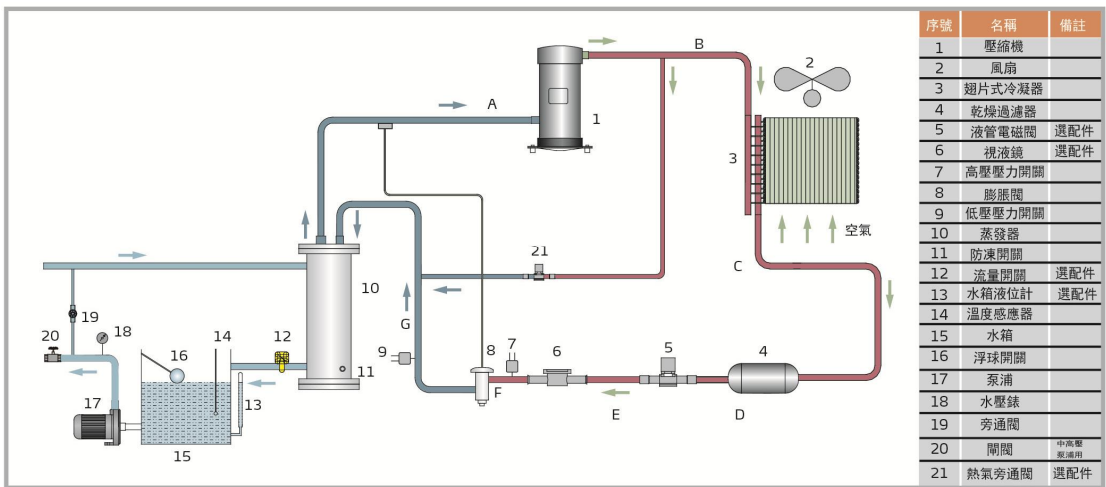 A
B
2
1
3
空氣
21
C
10
19
18
20
14
16
12
G
9
8
7
6
5
4
11
F
17
13
E
D
15
序號 名稱 備註
1 壓縮機
2 風扇
3 翅片式冷凝器
4 乾燥過濾器
5 液管電磁閥 選配件
6 視液鏡 選配件
7 高壓壓力開關
8 膨脹閥
9 低壓壓力開關
10 蒸發器
11 防凍開關
12 流量開關 選配件
13 水箱液位計 選配件
14 溫度感應器
15 水箱
16 浮球開關
17 泵浦
18 水壓錶
19 旁通閥
20 閘閥 中高壓
泵浦用
21 熱氣旁通閥 選配件